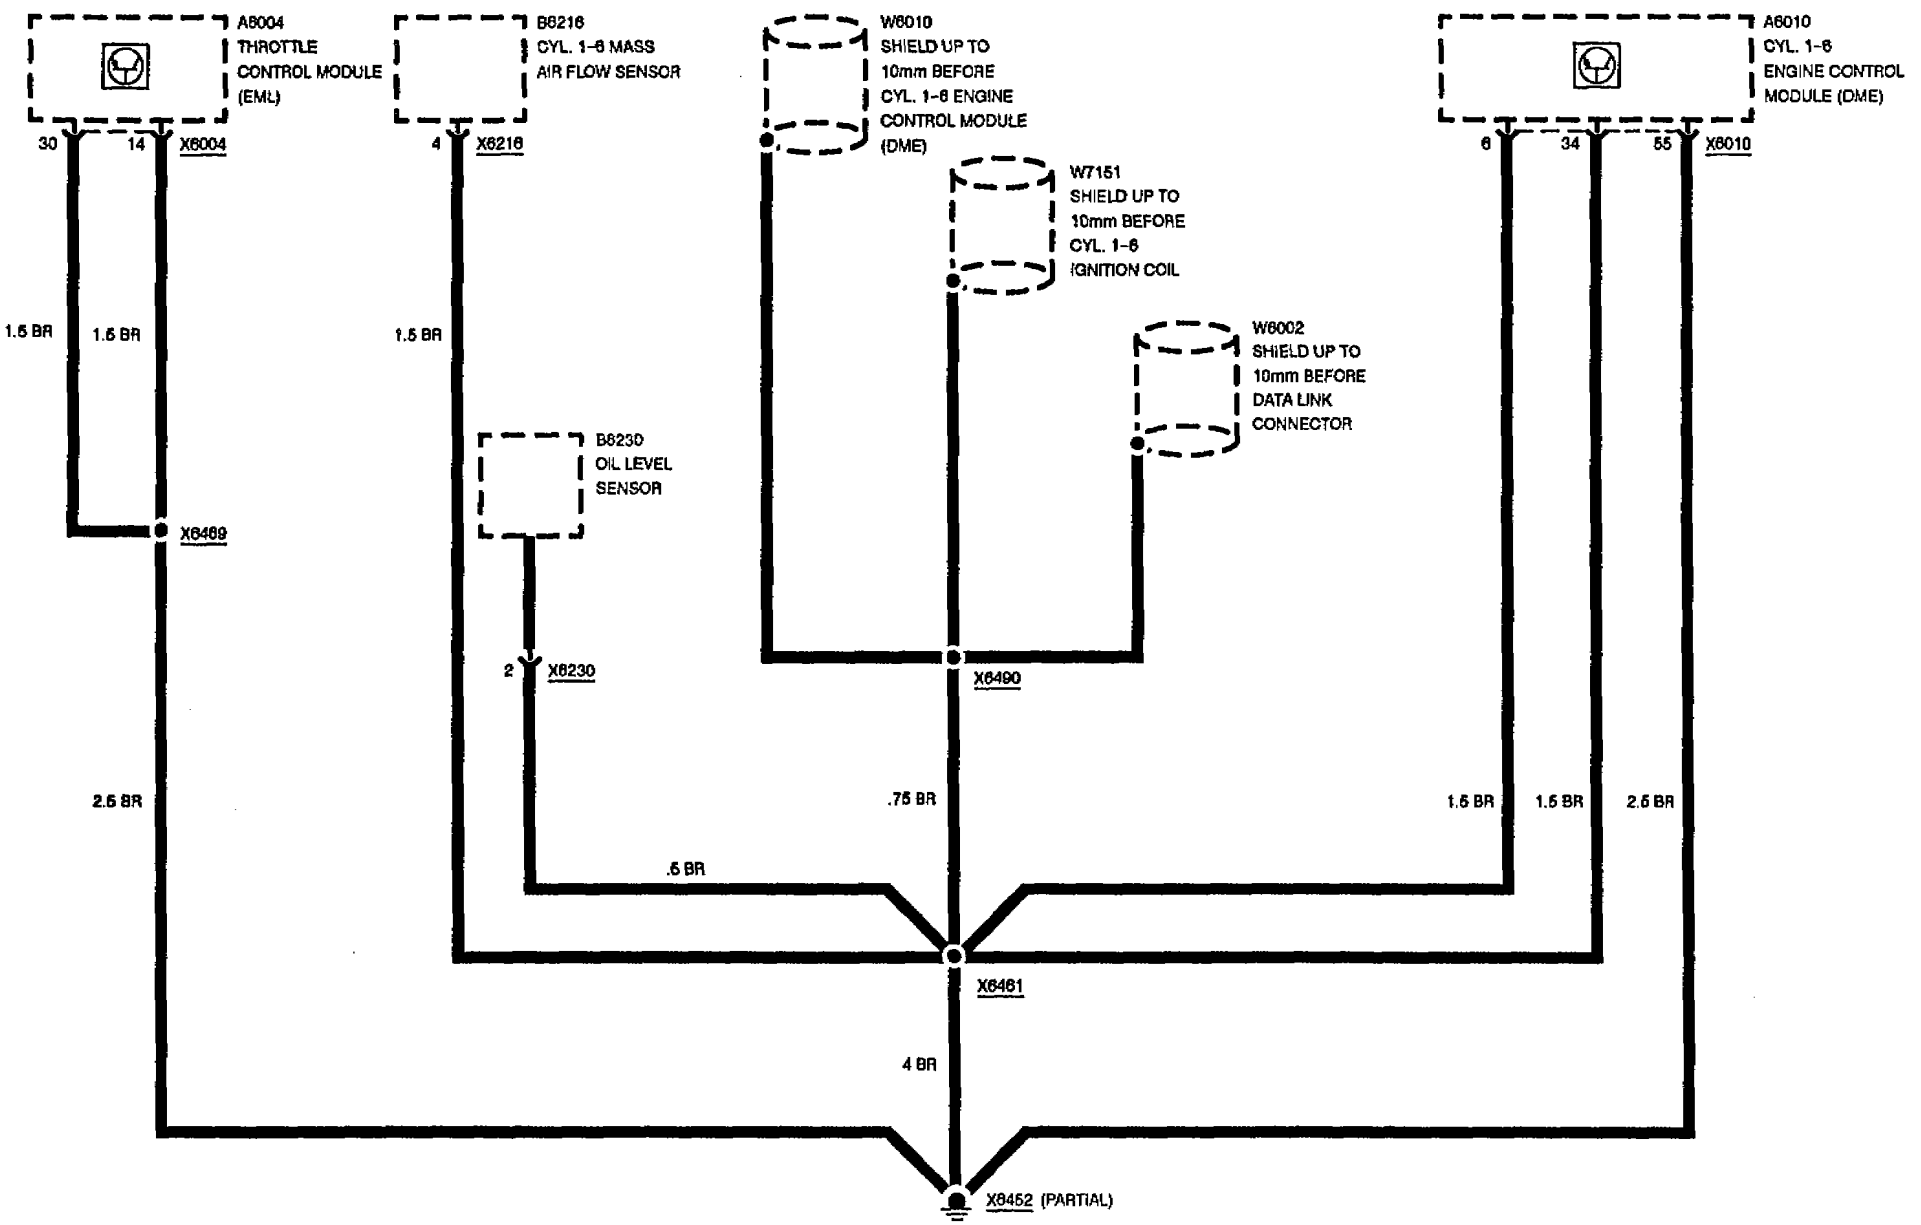 A6004
THROTTLE
CONTROL MODULE
(EML)
30
14
X6004
B6216
CYL. 1-6 MASS
AIR FLOW SENSOR
4
X6216
W6010
SHIELD UP TO
10mm BEFORE
CYL. 1-6 ENGINE
CONTROL MODULE
(DME)
W7151
SHIELD UP TO
10mm BEFORE
CYL. 1-6
IGNITION COIL
W6002
SHIELD UP TO
10mm BEFORE
DATA LINK
CONNECTOR
A6010
CYL. 1-6
ENGINE CONTROL
MODULE (DME)
6
34
55
X6010
1.5 BR
1.5 BR
1.5 BR
B6230
OIL LEVEL
SENSOR
X6469
2
X6230
X6490
2.5 BR
.75 BR
1.5 BR
1.5 BR
2.5 BR
.5 BR
X6461
4 BR
X6452 (PARTIAL)